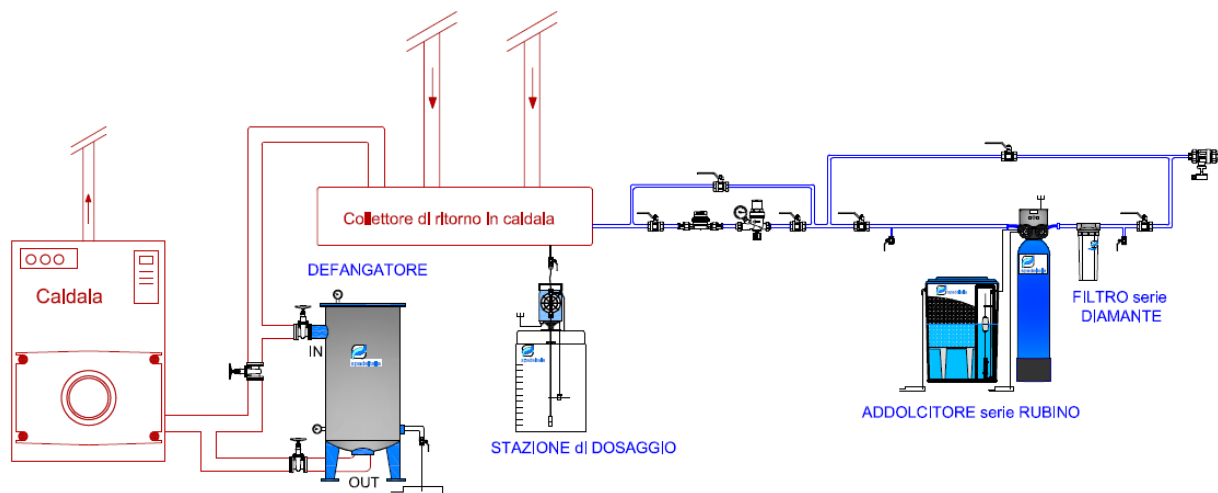 Collettore di ritorno in caldaia
DEFANGATORE
Caldaia
IN
OUT
STAZIONE di DOSAGGIO
FILTRO serie
DIAMANTE
ADDOLCITORE serie RUBINO